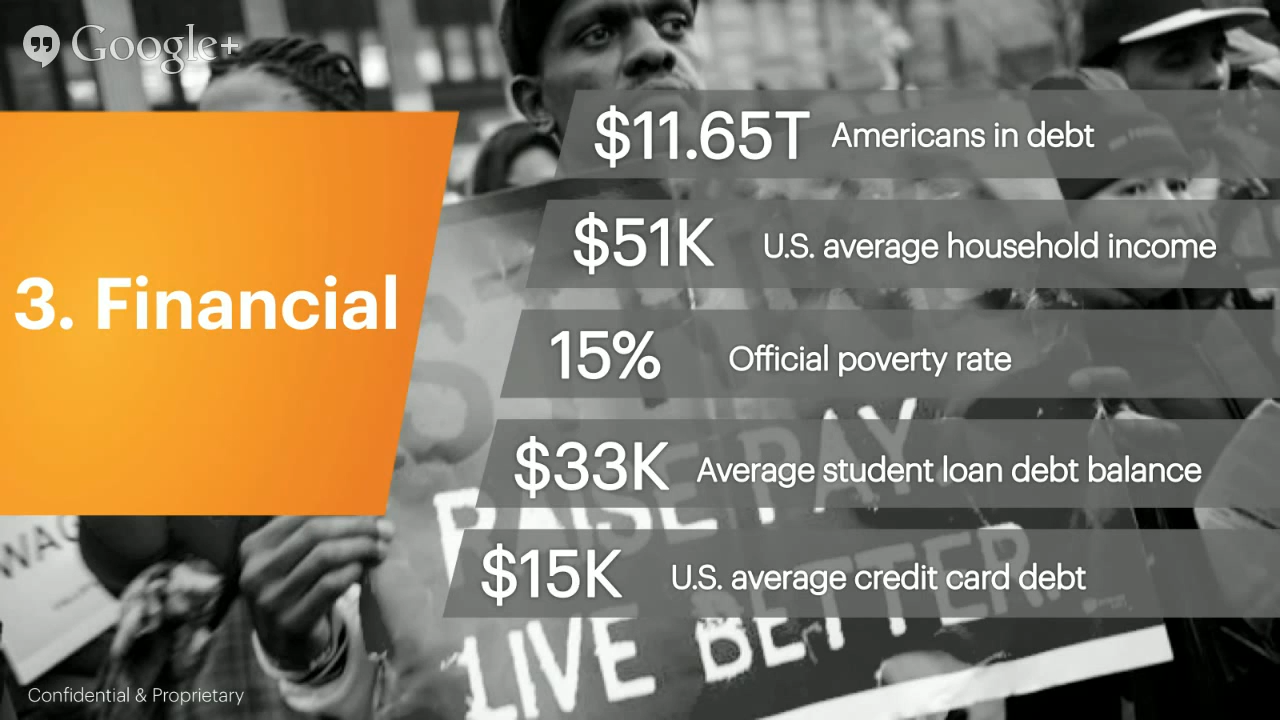 Google+
3. Financial
$11.65T Americans in debt
$51K U.S. average household income
15% Official poverty rate
$33K Average student loan debt balance
$15K U.S. average credit card debt
WAG
RAISE PAY
LIVE BETTER.
Confidential & Proprietary